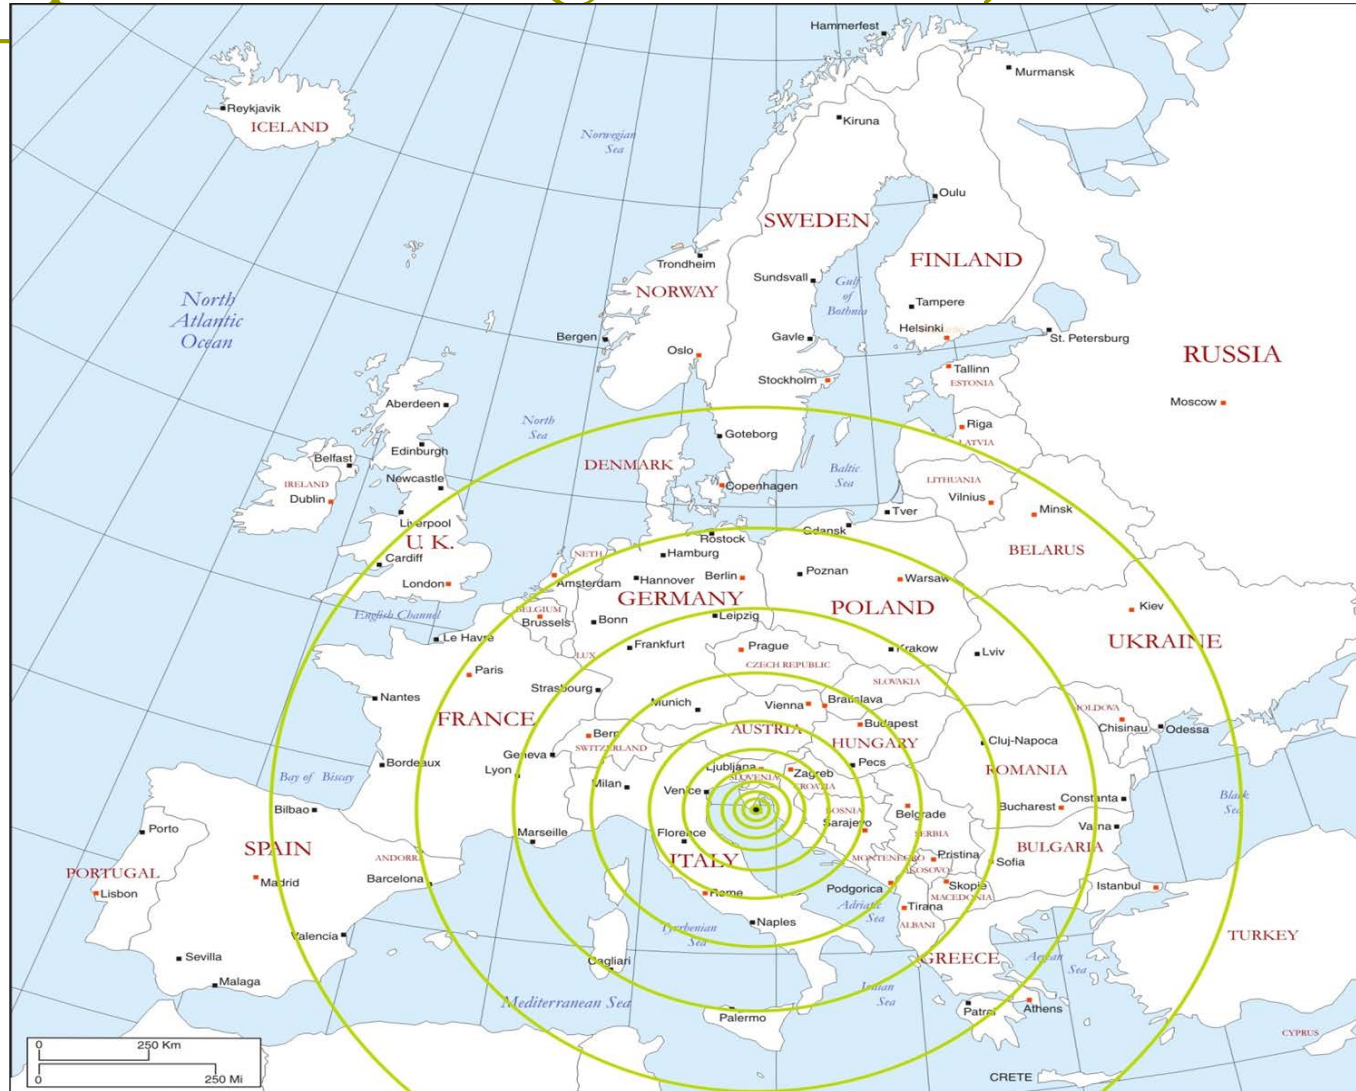 Hammerfest
Murmansk
Reykjavik
ICELAND
Kiruna
Norwegian
Sea
Oulu
SWEDEN
FINLAND
Trondheim
Sundsvall
NORWAY
Gulf
of
Bothnia
Tampere
North
Atlantic
Ocean
Helsinki
Bergen
Gavle
St. Petersburg
Oslo
RUSSIA
Stockholm
Tallinn
ESTONIA
Moscow
Aberdeen
North
Sea
Goteborg
Riga
LATVIA
Edinburgh
Belfast
DENMARK
Baltic
Sea
Newcastle
IRELAND
Copenhagen
LITHUANIA
Dublin
Vilnius
Tver
Minsk
Liverpool
Gdansk
U. K.
Rostock
NETH
Hamburg
BELARUS
Cardiff
London
Amsterdam
Hannover
Berlin
Poznan
Warsaw
GERMANY
POLAND
Kiev
BELGIUM
English Channel
Brussels
Bonn
Leipzig
UKRAINE
Le Havre
Frankfurt
Prague
Krakow
Lviv
LUX
CZECH REPUBLIC
Paris
SLOVAKIA
Strasbourg
Nantes
Munich
Vienna
Bratislava
MOLDOVA
FRANCE
Budapest
Chisinau
Odessa
Bern
AUSTRIA
SWITZERLAND
HUNGARY
Cluj-Napoca
Geneva
Bordeaux
Lyon
Ljubljana
Zagreb
Pecs
ROMANIA
Bay of Biscay
SLOVENIA
Milan
Venice
CROATIA
Constanta
Black
Sea
Bilbao
BOSNIA
Belgrade
Bucharest
Sarajevo
Porto
Marseille
Florence
SERBIA
Varna
SPAIN
ITALY
BULGARIA
ANDORRA
MONTENEGRO
Pristina
KOSOVO
Sofia
PORTUGAL
Madrid
Barcelona
Podgorica
Skopje
Istanbul
Lisbon
Rome
MACEDONIA
Adriatic
Sea
Tirana
Naples
ALBANI
Tyrrhenian
Sea
Valencia
TURKEY
Sevilla
Cagliari
GREECE
Aegean
Sea
Malaga
Ionian
Sea
Mediterranean Sea
Palermo
Patrai
Athens
CYPRUS
0 250 Km
0 250 Mi
CRETE